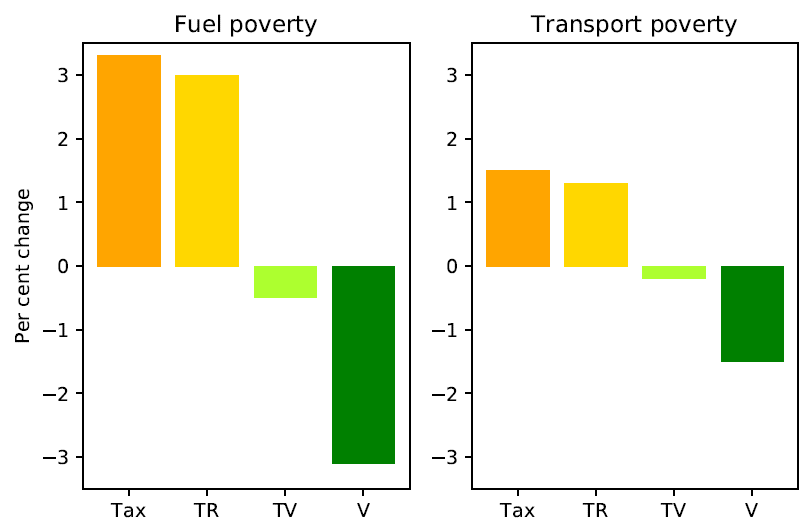 Fuel poverty
Per cent change
3
2
1
0
−1
−2
−3
Tax TR TV V
Transport poverty
3
2
1
0
−1
−2
−3
Tax TR TV V